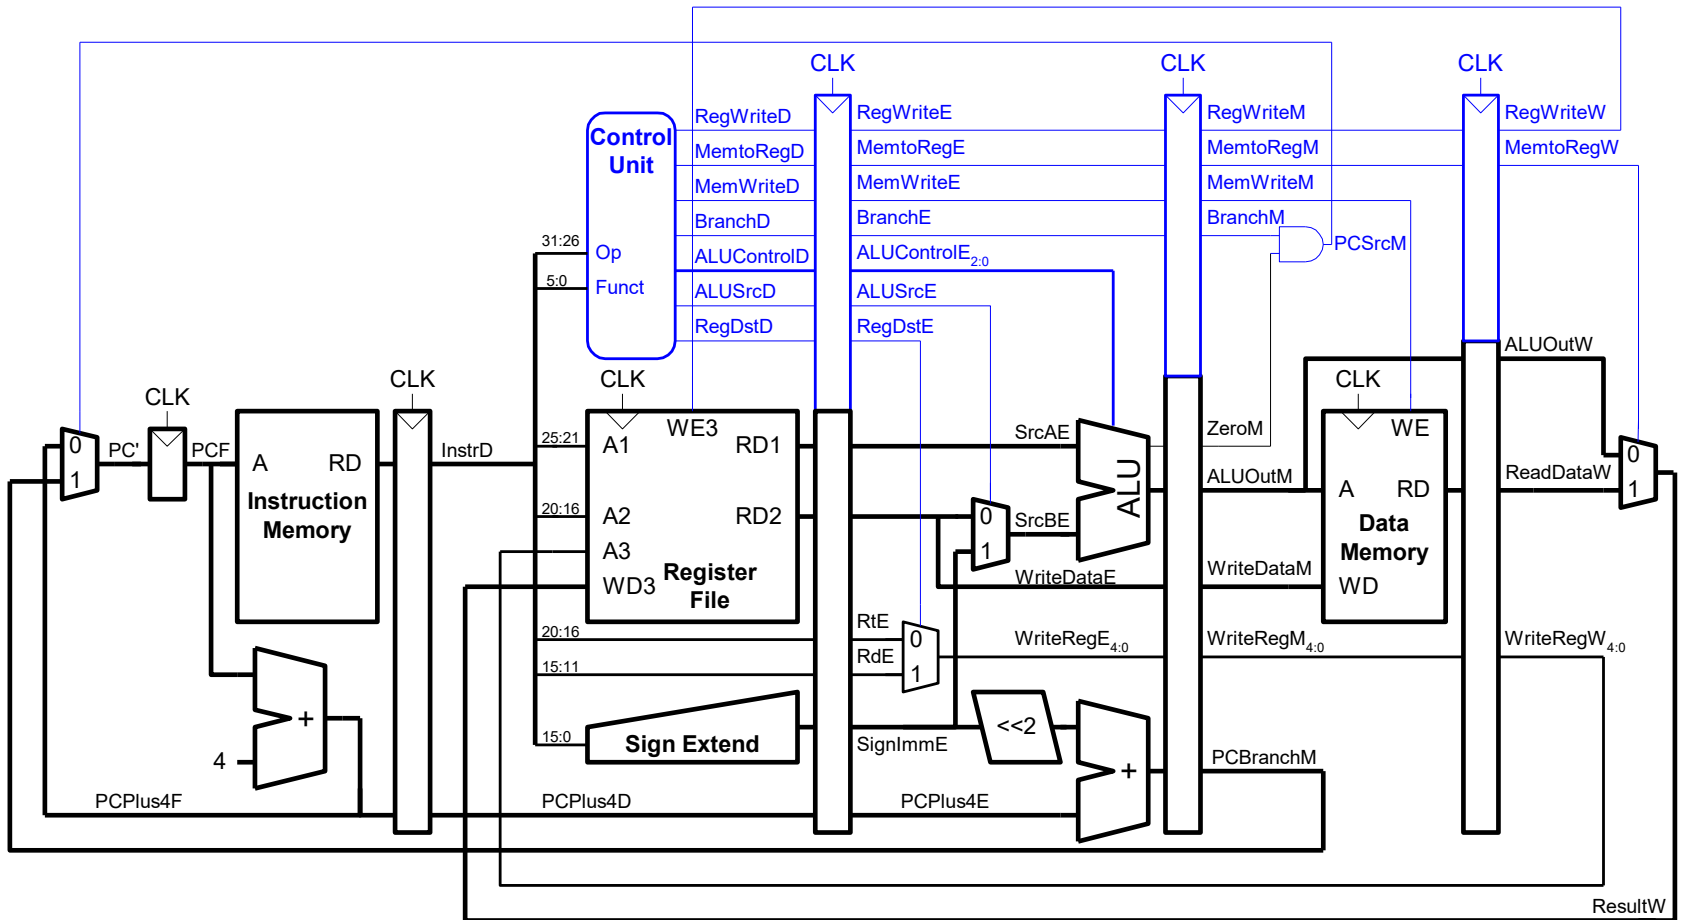 CLK
CLK
CLK
Control
Unit
Op
Funct
31:26
5:0
RegWriteD
MemtoRegD
MemWriteD
BranchD
ALUControlD
ALUSrcD
RegDstD
RegWriteE
MemtoRegE
MemWriteE
BranchE
ALUControlE2:0
ALUSrcE
RegDstE
RegWriteM
MemtoRegM
MemWriteM
BranchM
PCSrcM
RegWriteW
MemtoRegW
CLK
CLK
CLK
CLK
0
1
PC'
PCF
A
RD
Instruction
Memory
InstrD
25:21
20:16
A1
A2
A3
WD3
WE3
RD1
RD2
Register
File
SrcAE
0
1
SrcBE
ALU
WriteDataE
ZeroM
ALUOutM
WriteDataM
WE
A
RD
Data
Memory
WD
ALUOutW
ReadDataW
0
1
20:16
15:11
RtE
RdE
0
1
WriteRegE4:0
WriteRegM4:0
WriteRegW4:0
15:0
Sign Extend
SignImmE
<<2
+
PCBranchM
+
4
PCPlus4F
PCPlus4D
PCPlus4E
ResultW